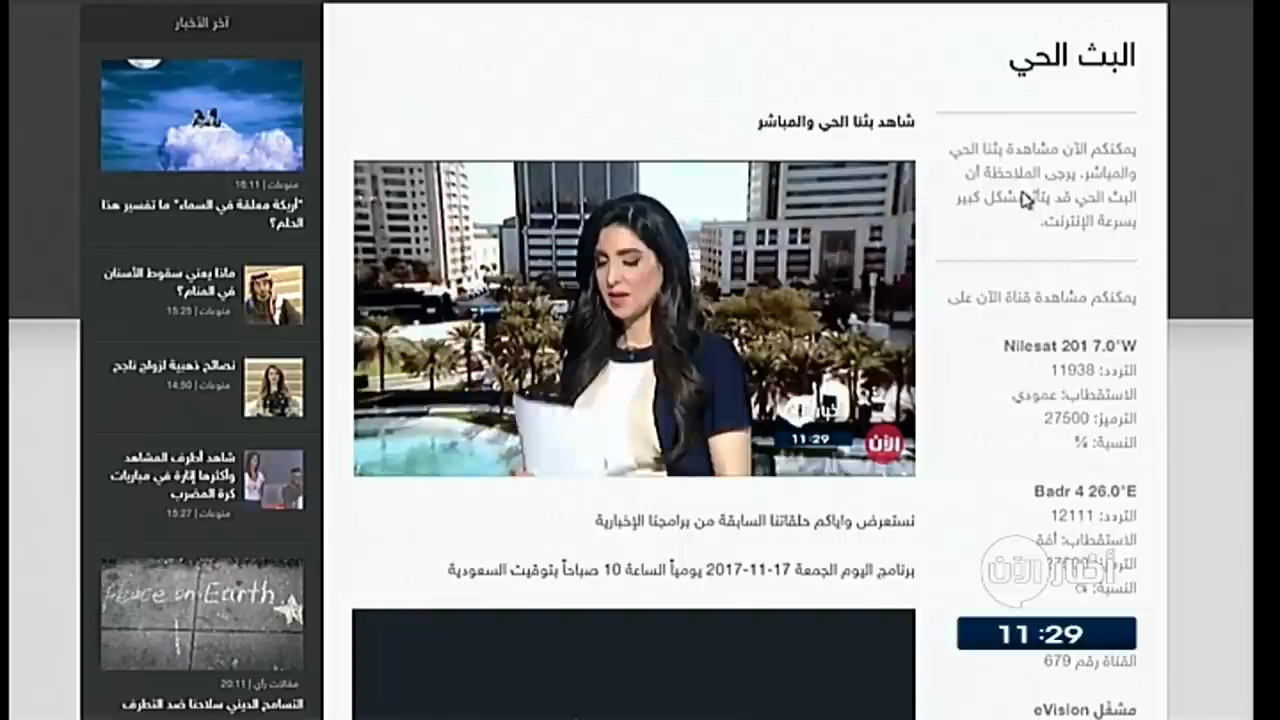 البث الحي
يمكنكم الآن مشاهدة بثنا الحي
والمباشر. يرجى الملاحظة أن
البث الحي قد يتأثر بشكل كبير
بسرعة الإنترنت.
يمكنكم مشاهدة قناة الآن على
Nilesat 201 7.0°W
التردد: 11938
الاستقطاب: عمودي
الترميز: 27500
النسبة: ¾
Badr 4 26.0°E
التردد: 12111
الاستقطاب:
النسبة:
أخبار الآن
11:29
القناة رقم 679
مشغّل eVision
شاهد بثنا الحي والمباشر
11:29
الآن
نستعرض واياكم حلقاتنا السابقة من برامجنا الإخبارية
برنامج اليوم الجمعة 17-11-2017 يومياً الساعة 10 صباحاً بتوقيت السعودية
آخر الأخبار
منوعات | 16:11
"أريكة معلقة في السماء" ما تفسير هذا
الحلم؟
ماذا يعني سقوط الأسنان
في المنام؟
منوعات | 15:25
نصائح ذهبية لزواج ناجح
منوعات | 14:50
شاهد أطرف المشاهد
وأكثرها إثارة في مباريات
كرة المضرب
منوعات | 15:27
Peace on Earth
مقالات رأي | 20:11
التسامح الديني سلاحنا ضد التطرف